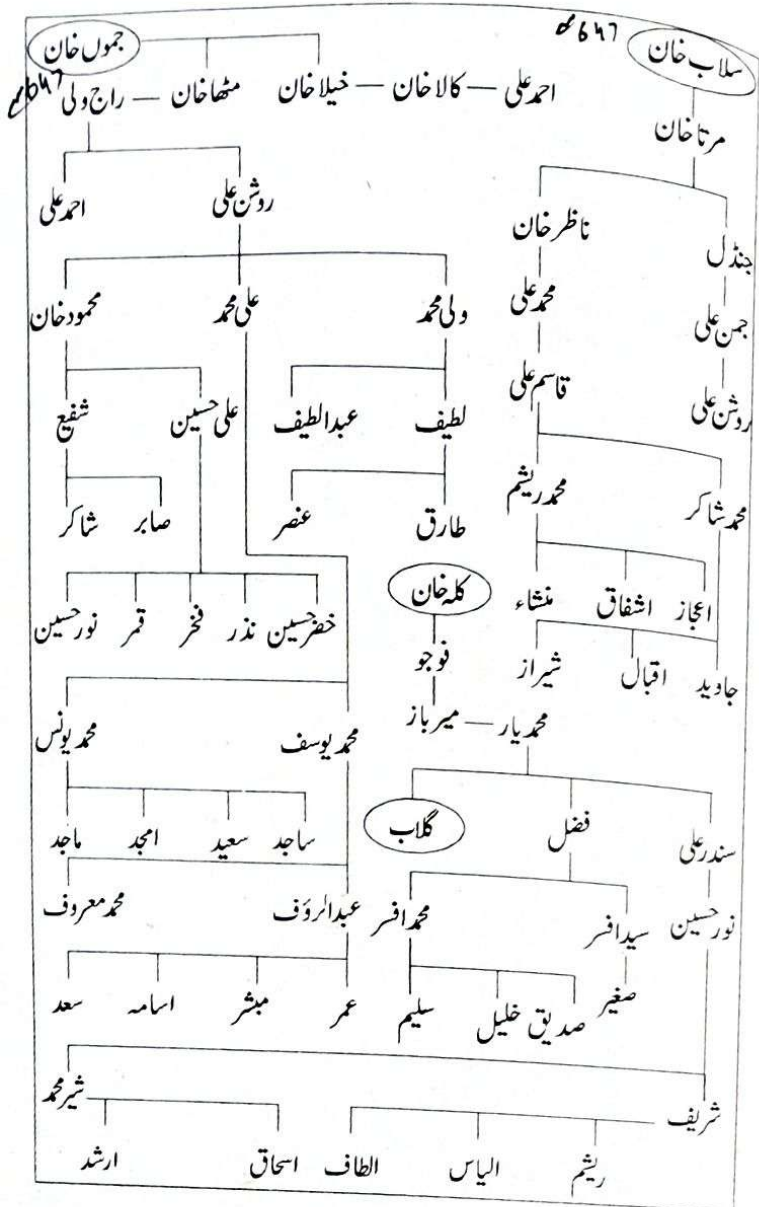 سلاب خان 647
جموں خان
احمد علی — کالا خان — خیلا خان مٹھا خان — راج ولی 647
مرتا خان
روشن علی احمد علی
ناظر خان
جنڈل
ولی محمد علی محمد محمود خان
محمد علی
جمن علی
قاسم علی
روشن علی
لطیف عبدالطیف علی حسین شفیع
محمد ریشم
محمد شاکر
طارق عنصر صابر شاکر
کلہ خان
اعجاز اشفاق منشاء
خضر حسین نذر فخر قمر نور حسین
فوجو
جاوید اقبال شیراز
محمد یار — میر باز
محمد یوسف محمد یونس
سندر علی فضل گلاب
ساجد سعید امجد ماجد
نور حسین سید افسر محمد افسر
عبدالرؤف محمد معروف
صغیر صدیق خلیل سلیم
عمر مبشر اسامہ سعد
شریف شیر محمد
ریشم الیاس الطاف اسحاق ارشد